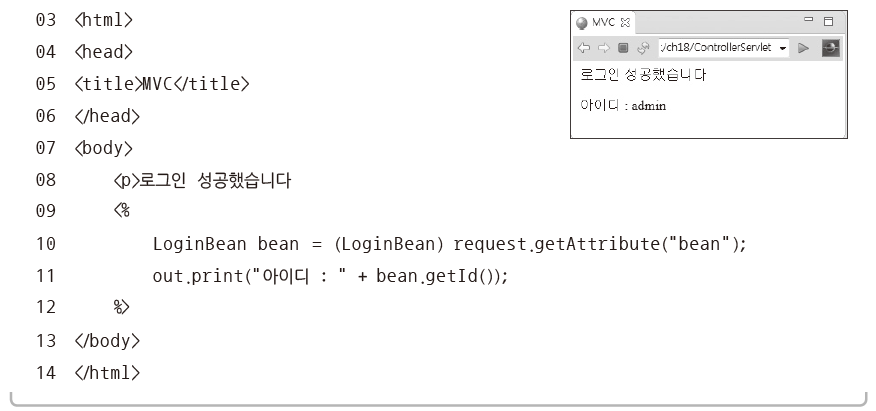 03 <html>
04 <head>
05 <title>MVC</title>
06 </head>
07 <body>
08 <p>로그인 성공했습니다
09 <%
10 LoginBean bean = (LoginBean) request.getAttribute("bean");
11 out.print("아이디 : " + bean.getId());
12 %>
13 </body>
14 </html>
MVC
:/ch18/ControllerServlet
로그인 성공했습니다
아이디 : admin